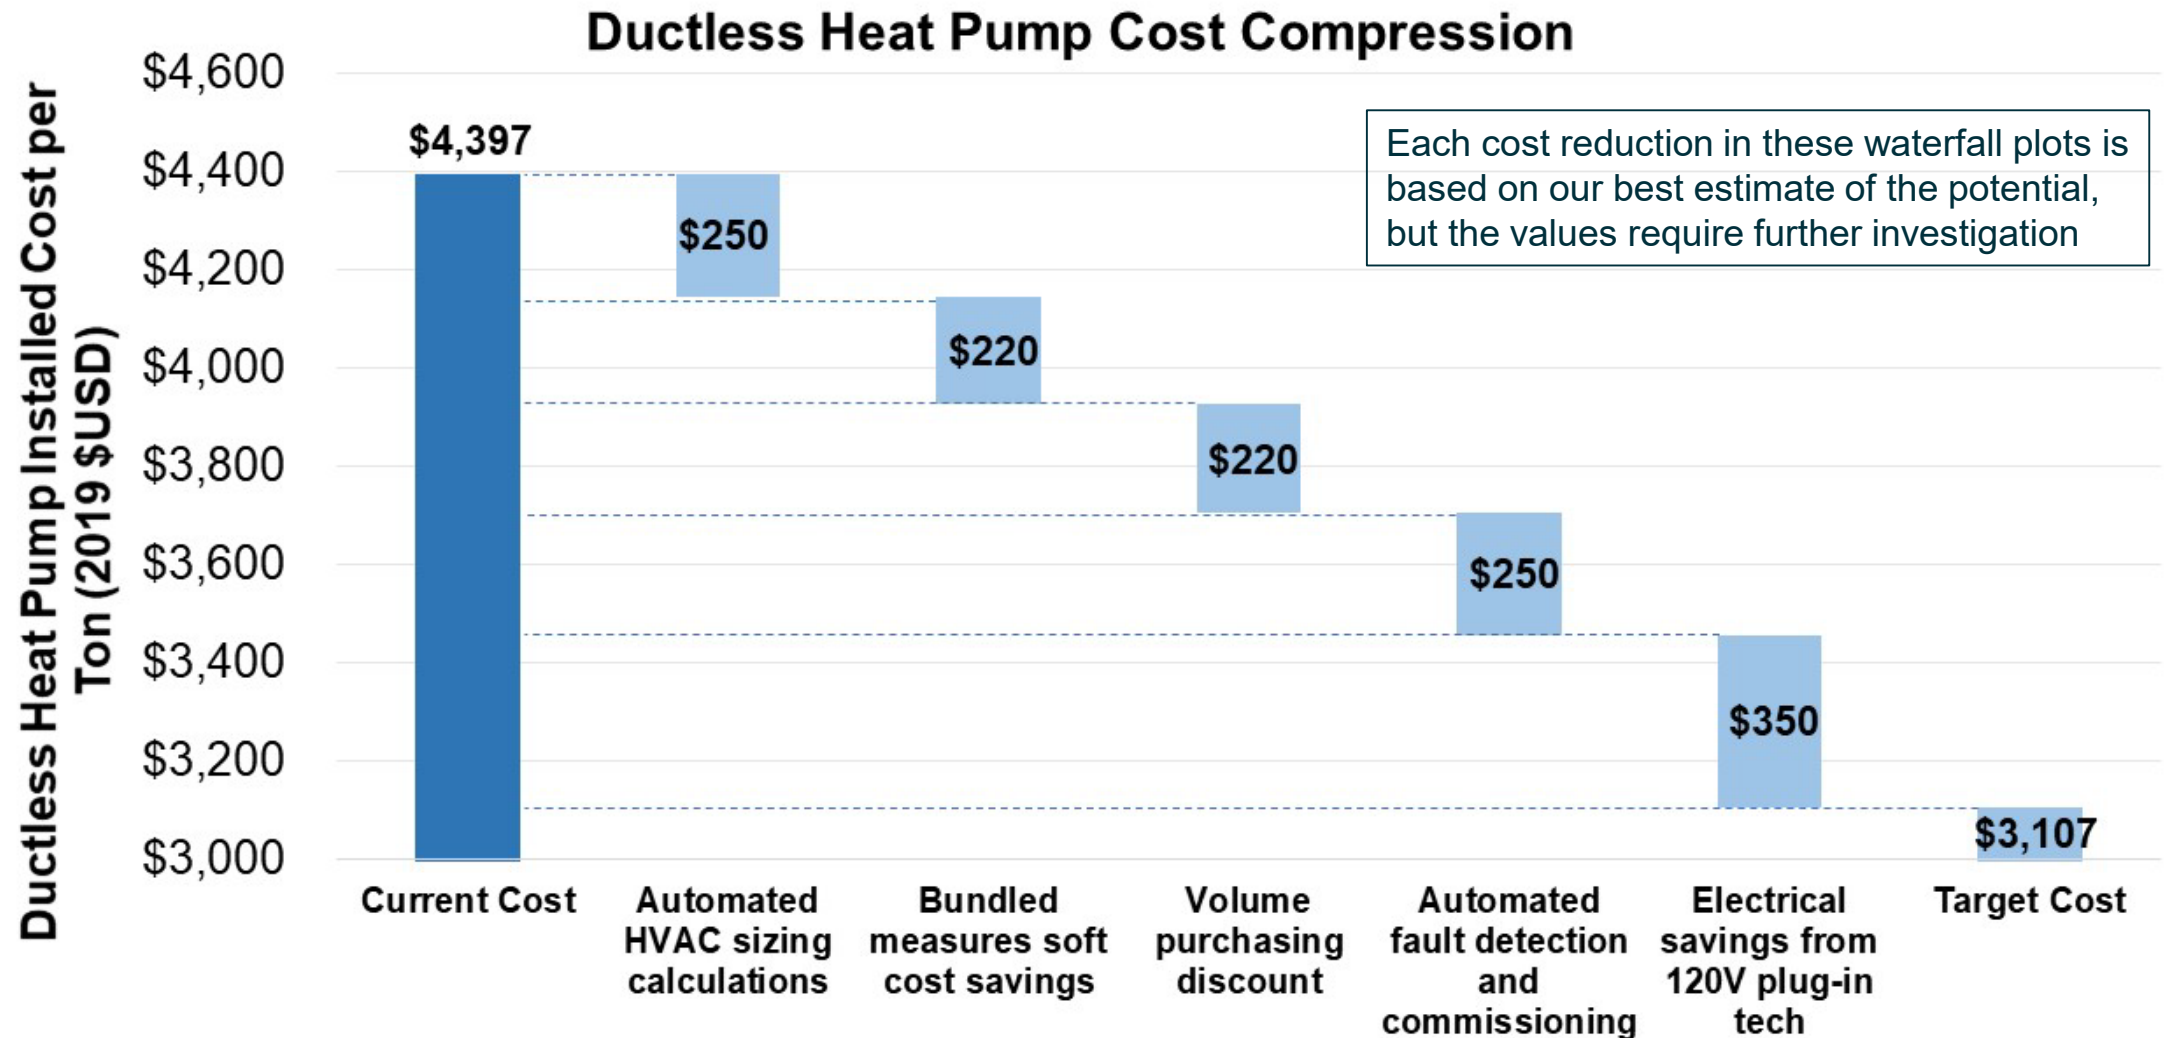 Ductless Heat Pump Cost Compression
Ductless Heat Pump Installed Cost per
Ton (2019 $USD)
$4,600
$4,400
$4,200
$4,000
$3,800
$3,600
$3,400
$3,200
$3,000
Each cost reduction in these waterfall plots is
based on our best estimate of the potential,
but the values require further investigation
$4,397
$250
$220
$220
$250
$350
$3,107
Current Cost
Automated
HVAC sizing
calculations
Bundled
measures soft
cost savings
Volume
purchasing
discount
Automated
fault detection
and
commissioning
Electrical
savings from
120V plug-in
tech
Target Cost